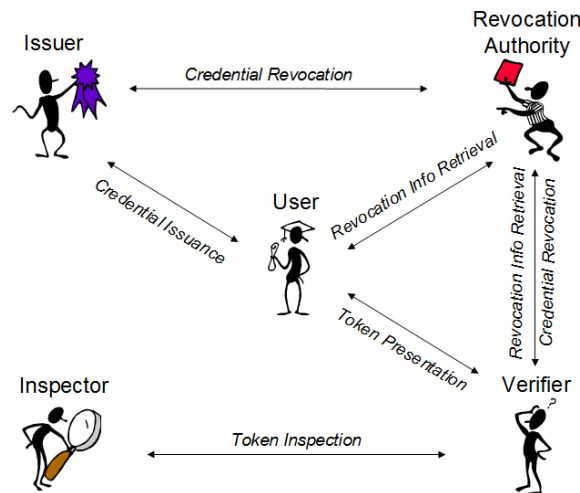 Issuer
Revocation
Authority
Credential Revocation
Credential Issuance
User
Revocation Info Retrieval
Revocation Info Retrieval
Credential Revocation
Token Presentation
Inspector
Verifier
?
Token Inspection